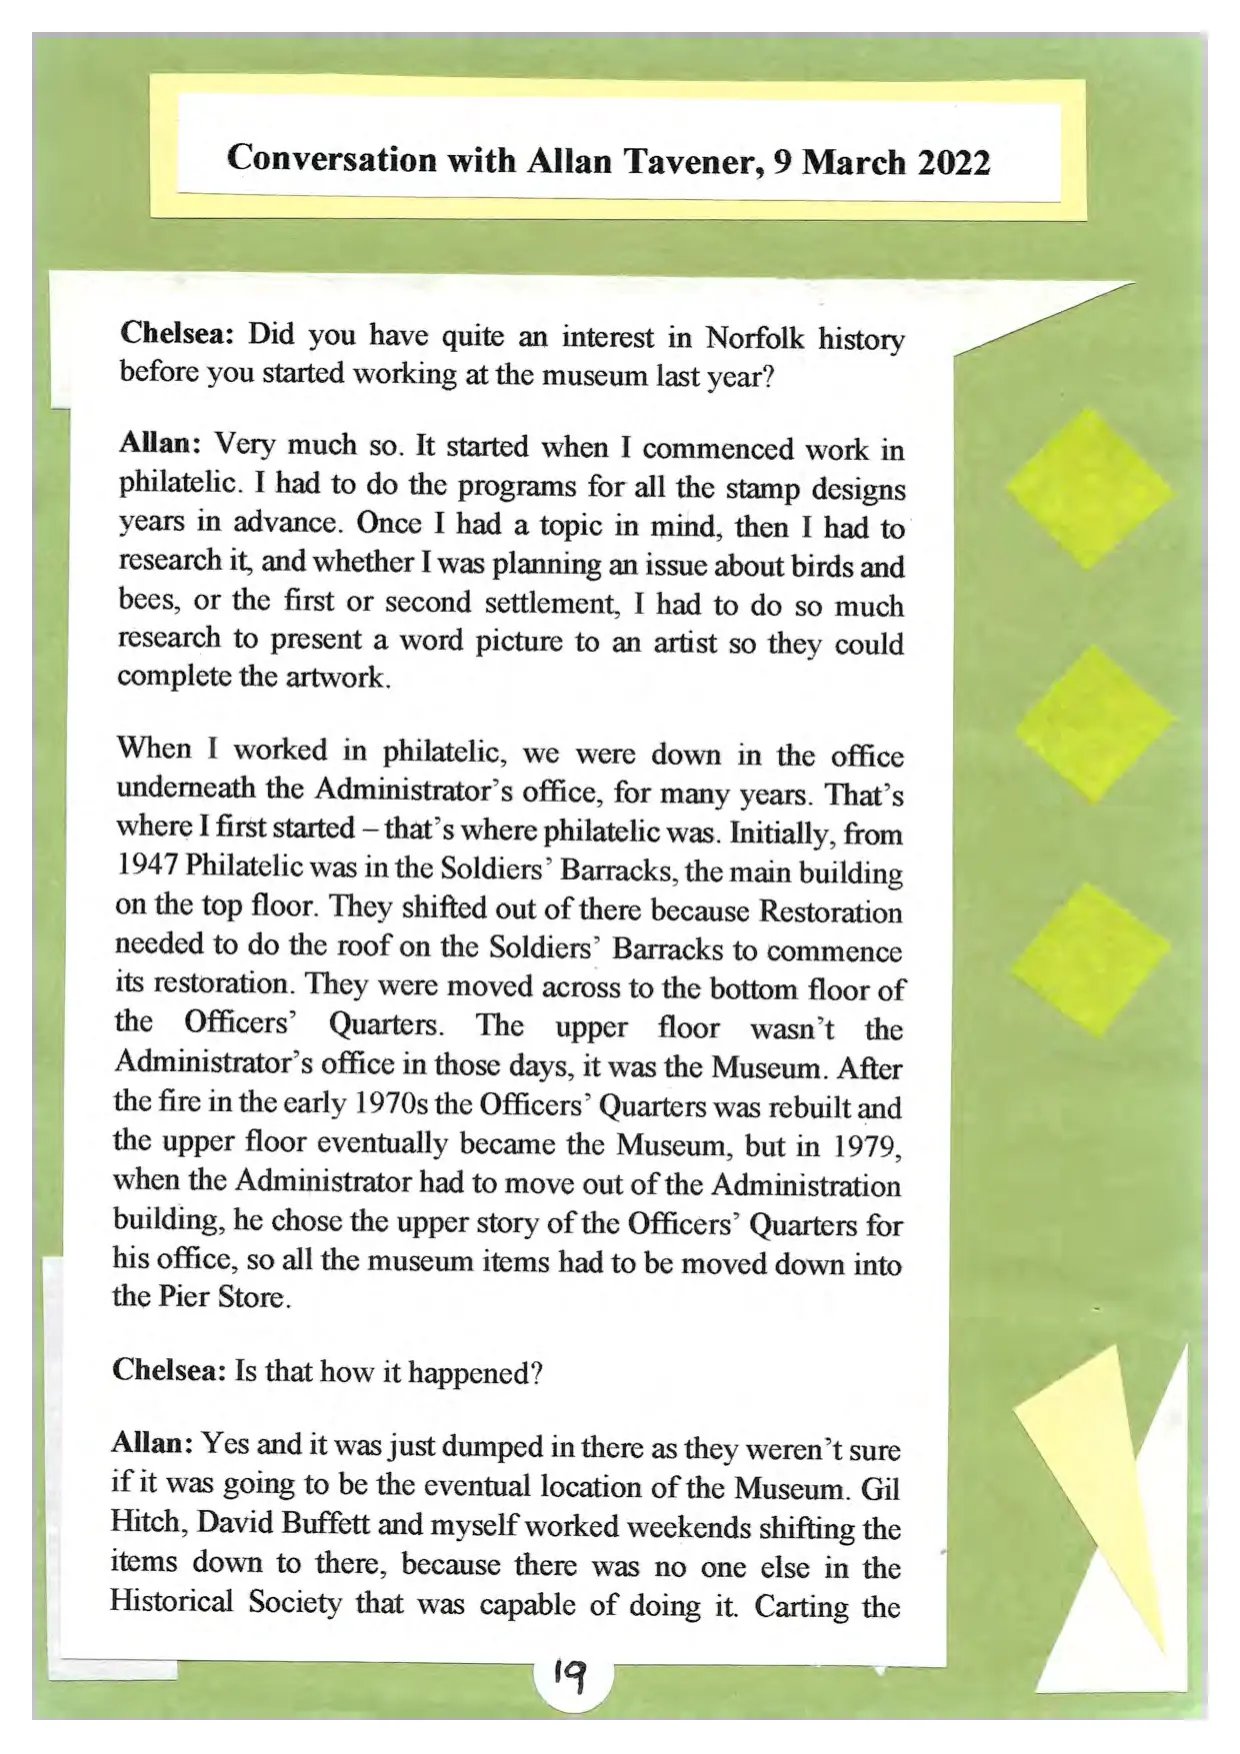 Conversation with Allan Tavener, 9 March 2022
Chelsea: Did you have quite an interest in Norfolk history
before you started working at the museum last year?
Allan: Very much so. It started when I commenced work in
philatelic. I had to do the programs for all the stamp designs
years in advance. Once I had a topic in mind, then I had to
research it, and whether I was planning an issue about birds and
bees, or the first or second settlement, I had to do so much
research to present a word picture to an artist so they could
complete the artwork.
When I worked in philatelic, we were down in the office
underneath the Administrator's office, for many years. That's
where I first started – that's where philatelic was. Initially, from
1947 Philatelic was in the Soldiers' Barracks, the main building
on the top floor. They shifted out of there because Restoration
needed to do the roof on the Soldiers' Barracks to commence
its restoration. They were moved across to the bottom floor of
the Officers' Quarters. The upper floor wasn't the
Administrator's office in those days, it was the Museum. After
the fire in the early 1970s the Officers' Quarters was rebuilt and
the upper floor eventually became the Museum, but in 1979,
when the Administrator had to move out of the Administration
building, he chose the upper story of the Officers' Quarters for
his office, so all the museum items had to be moved down into
the Pier Store.
Chelsea: Is that how it happened?
Allan: Yes and it was just dumped in there as they weren't sure
if it was going to be the eventual location of the Museum. Gil
Hitch, David Buffett and myself worked weekends shifting the
items down to there, because there was no one else in the
Historical Society that was capable of doing it. Carting the
19